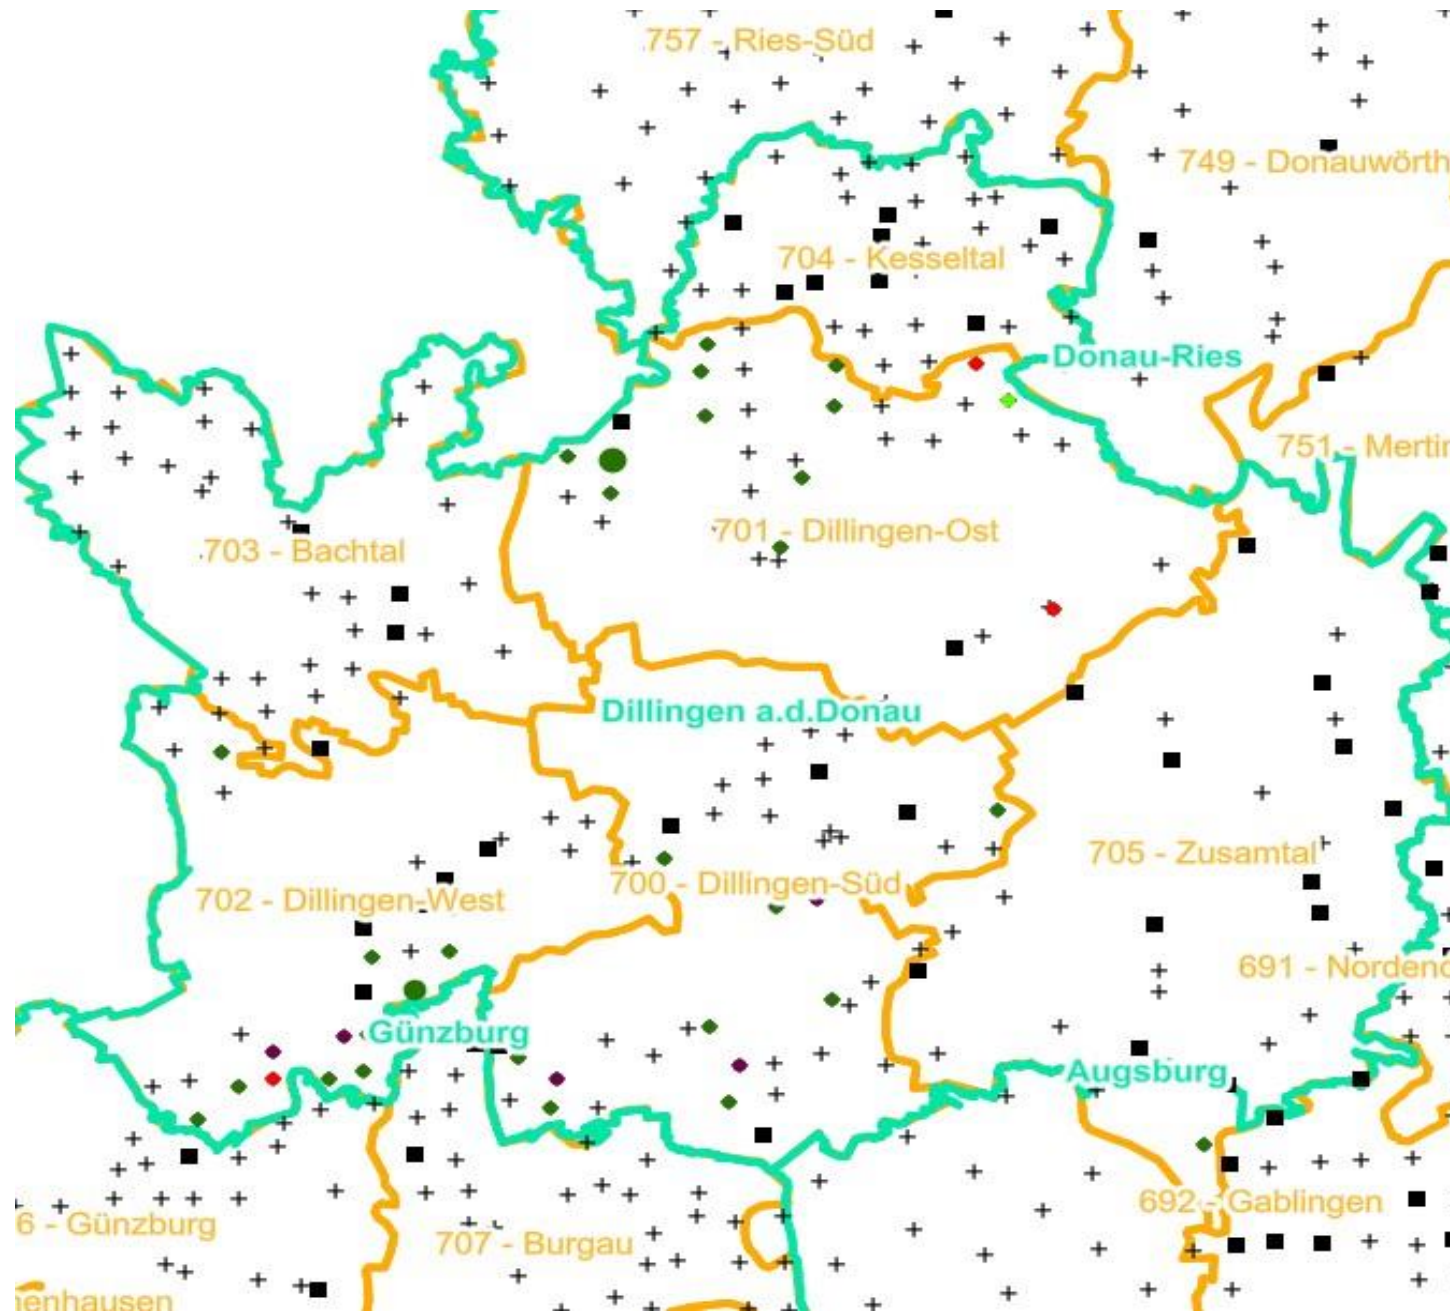 757 - Ries-Süd
749 - Donauwörth
704 - Kesseltal
Donau-Ries
751 - Mertin
701 - Dillingen-Ost
703 - Bachtal
Dillingen a.d.Donau
705 - Zusamtal
700 - Dillingen-Süd
702 - Dillingen-West
691 - Nordend
Günzburg
Augsburg
692 - Gablingen
6 - Günzburg
707 - Burgau
nenhausen